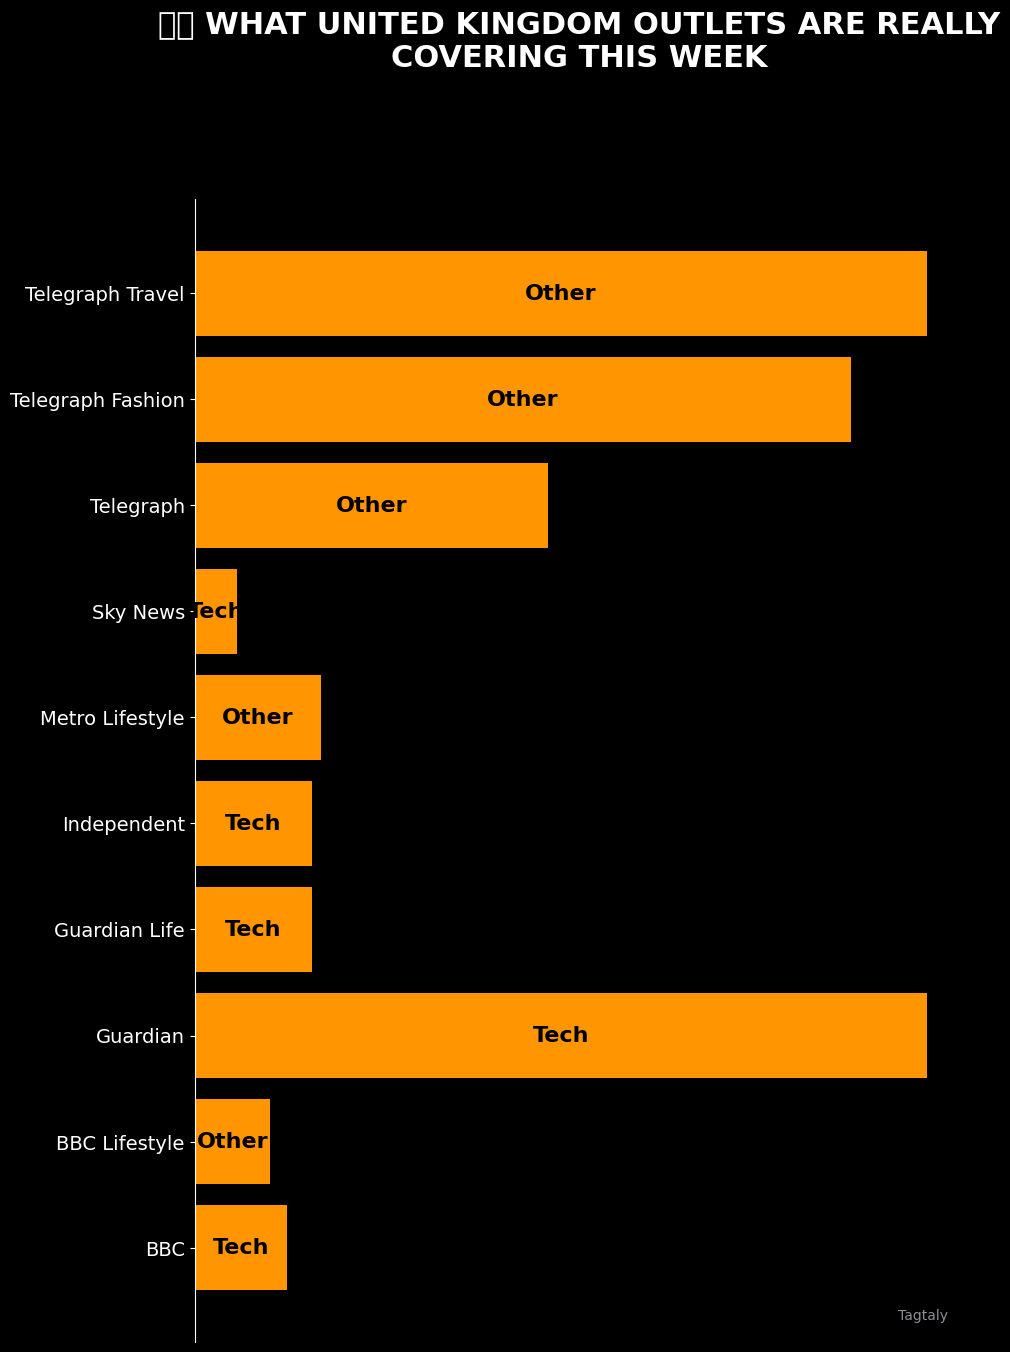 WHAT UNITED KINGDOM OUTLETS ARE REALLY
COVERING THIS WEEK
Telegraph Travel
Other
Telegraph Fashion
Other
Telegraph
Other
Sky News
Tech
Metro Lifestyle
Other
Independent
Tech
Guardian Life
Tech
Guardian
Tech
BBC Lifestyle
Other
BBC
Tech
Tagtaly